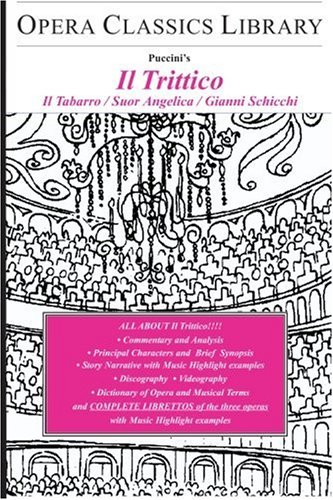 OPERA CLASSICS LIBRARY
Puccini's
Il Trittico
Il Tabarro / Suor Angelica / Gianni Schicchi
ALL ABOUT Il Trittico!!!!
• Commentary and Analysis
• Principal Characters and Brief Synopsis
• Story Narrative with Music Highlight examples
• Discography • Videography
• Dictionary of Opera and Musical Terms
and COMPLETE LIBRETTOS of the three operas
with Music Highlight examples